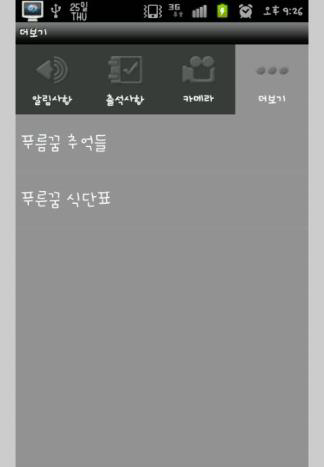 25일
THU
3G
오후 9:26
더보기
알림사항 출석사항 카메라 더보기
푸름꿈 추억들
푸른꿈 식단표